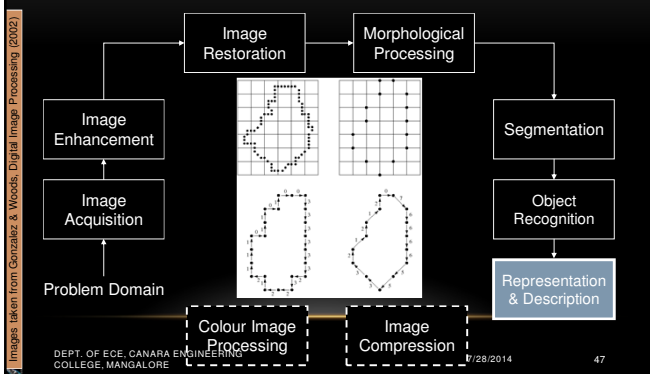 Images taken from Gonzalez & Woods, Digital Image Processing (2002)
Image
Restoration
Morphological
Processing
Image
Enhancement
Segmentation
Image
Acquisition
Object
Recognition
Problem Domain
Representation
& Description
Colour Image
Processing
Image
Compression
DEPT. OF ECE, CANARA ENGINEERING
COLLEGE, MANGALORE
7/28/2014
47